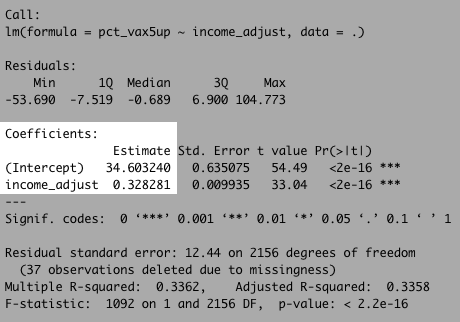 Call:
lm(formula = pct_vax5up ~ income_adjust, data = .)
Residuals:
Min 1Q Median 3Q Max
-53.690 -7.519 -0.689 6.900 104.773
Coefficients:
Estimate Std. Error t value Pr(>|t|)
(Intercept) 34.603240 0.635075 54.49 <2e-16 ***
income_adjust 0.328281 0.009935 33.04 <2e-16 ***
---
Signif. codes: 0 ‘***’ 0.001 ‘**’ 0.01 ‘*’ 0.05 ‘.’ 0.1 ‘ ’ 1
Residual standard error: 12.44 on 2156 degrees of freedom
(37 observations deleted due to missingness)
Multiple R-squared: 0.3362, Adjusted R-squared: 0.3358
F-statistic: 1092 on 1 and 2156 DF, p-value: < 2.2e-16